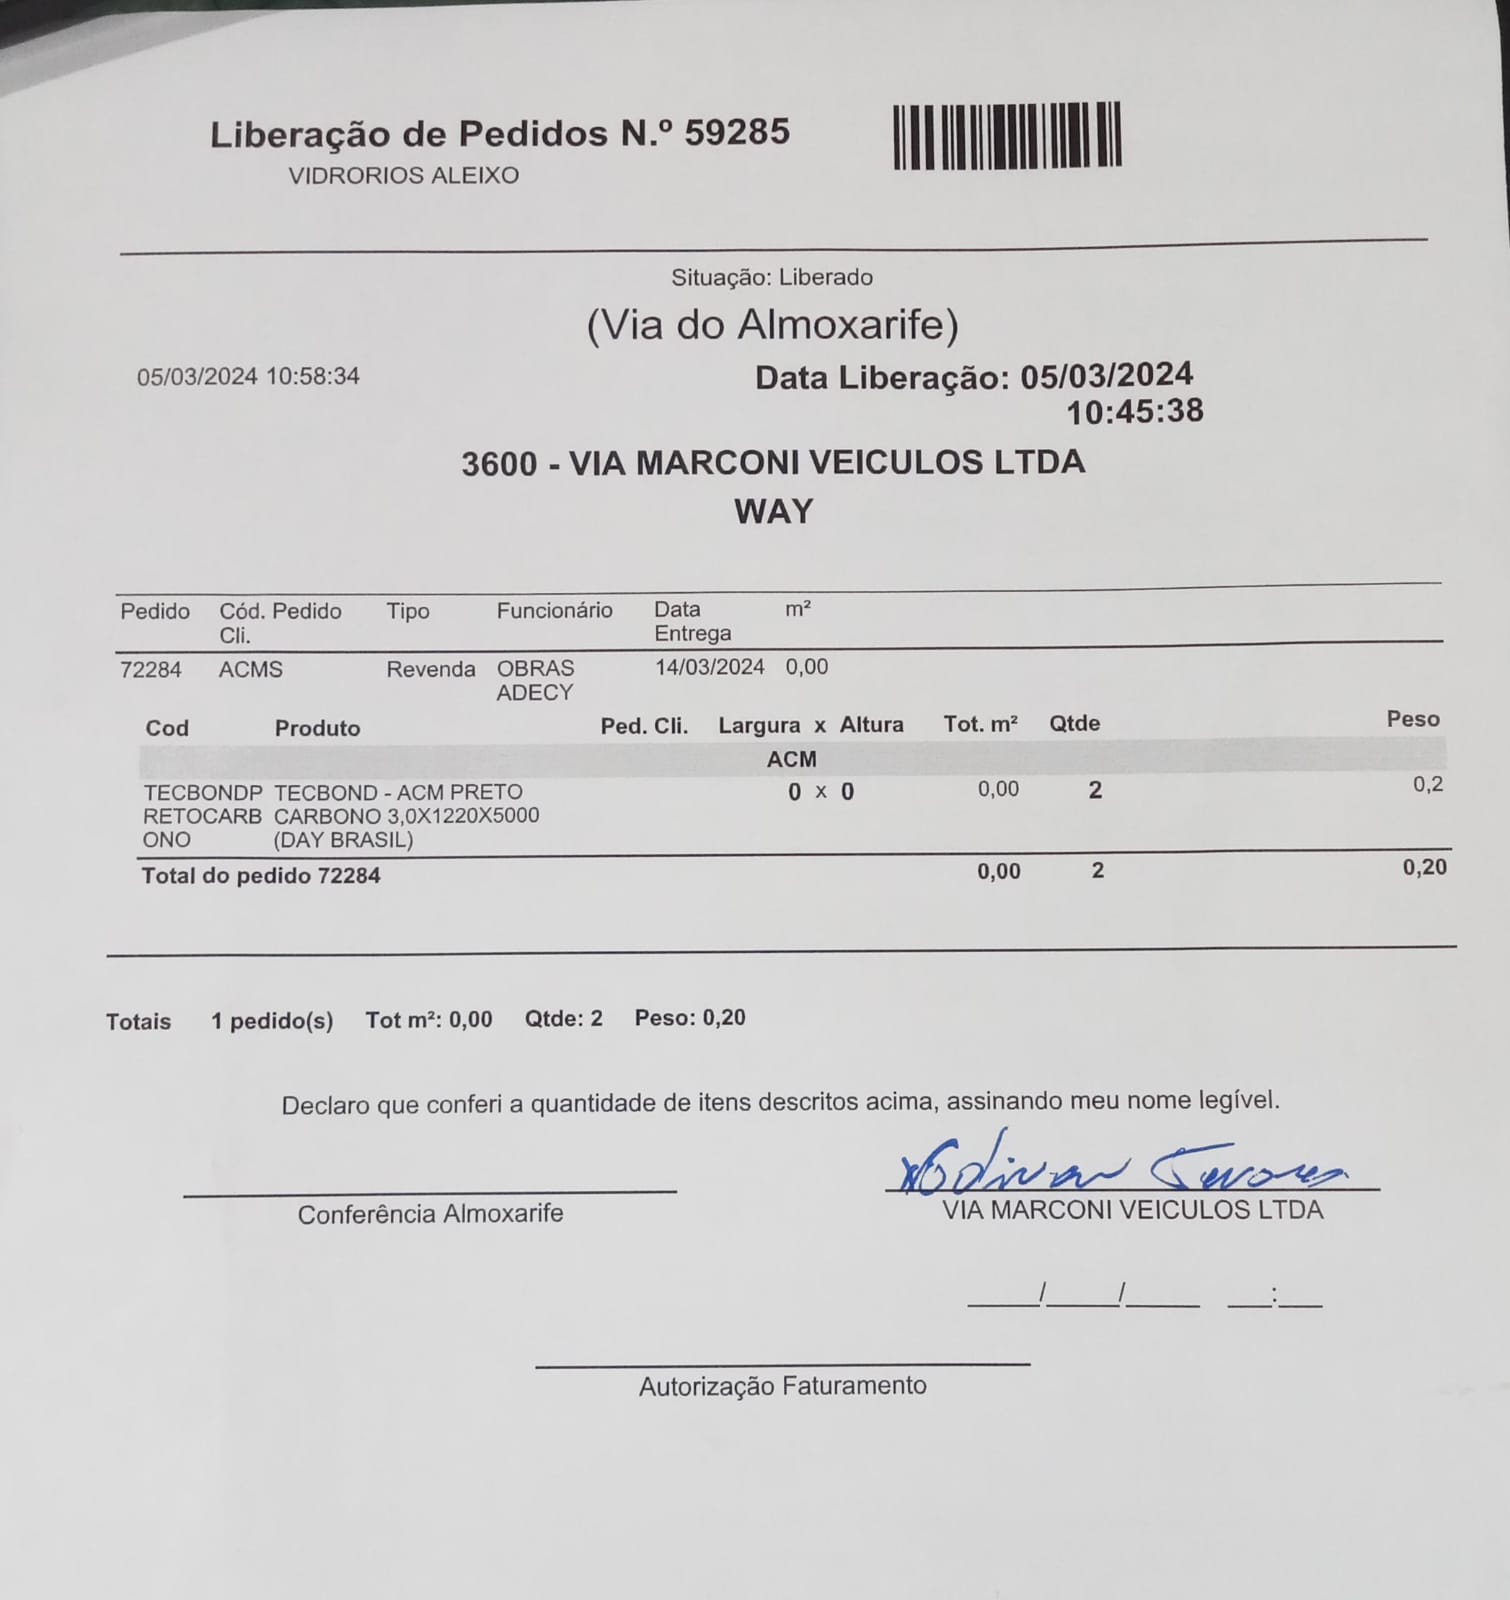 Liberação de Pedidos N.º 59285
VIDRORIOS ALEIXO
Situação: Liberado
(Via do Almoxarife)
05/03/2024 10:58:34
Data Liberação: 05/03/2024
10:45:38
3600 - VIA MARCONI VEICULOS LTDA
WAY
Pedido Cód. Pedido Tipo Funcionário Data m²
Cli. Entrega
72284 ACMS Revenda OBRAS 14/03/2024 0,00
ADECY
Cod Produto Ped. Cli. Largura x Altura Tot. m² Qtde Peso
ACM
TECBONDP TECBOND - ACM PRETO 0 x 0 0,00 2 0,2
RETOCARB CARBONO 3,0X1220X5000
ONO (DAY BRASIL)
Total do pedido 72284 0,00 2 0,20
Totais 1 pedido(s) Tot m²: 0,00 Qtde: 2 Peso: 0,20
Declaro que conferi a quantidade de itens descritos acima, assinando meu nome legível.
Conferência Almoxarife
VIA MARCONI VEICULOS LTDA
____/____/____ __:__
Autorização Faturamento